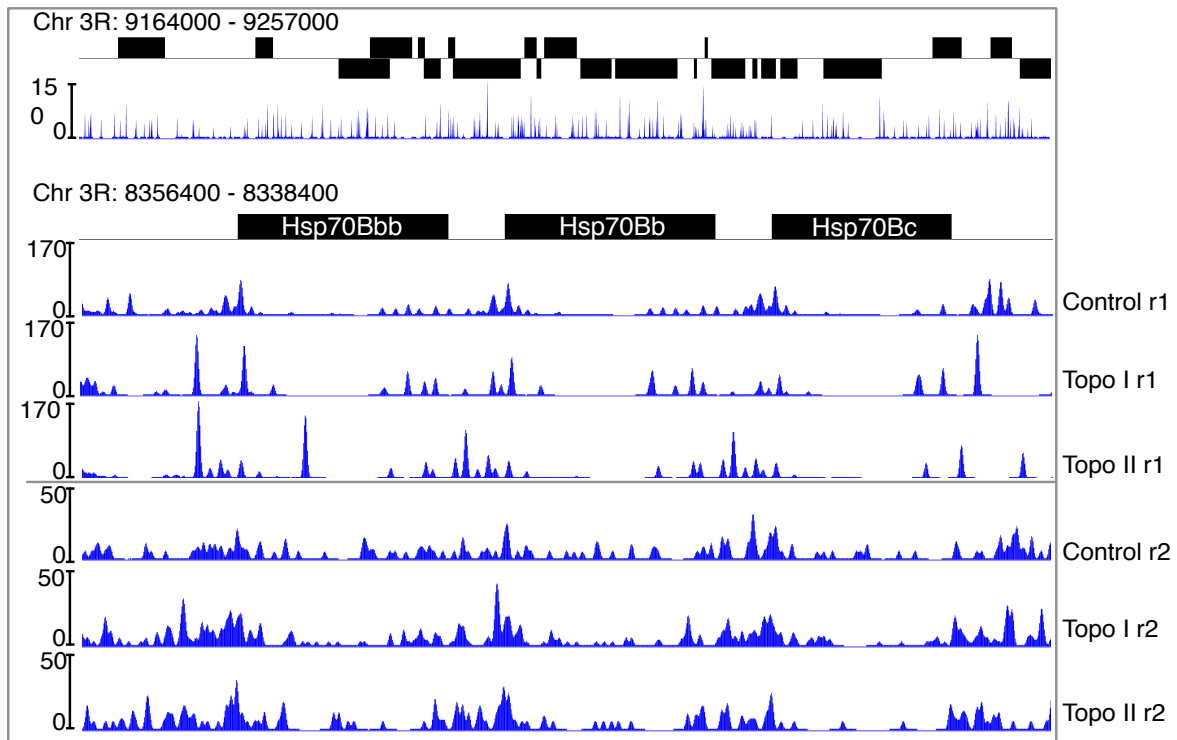 Chr 3R: 9164000 - 9257000
15
0
0
Chr 3R: 8356400 - 8338400
Hsp70Bbb Hsp70Bb Hsp70Bc
170
0
Control r1
170
0
Topo I r1
170
0
Topo II r1
50
0
Control r2
50
0
Topo I r2
50
0
Topo II r2